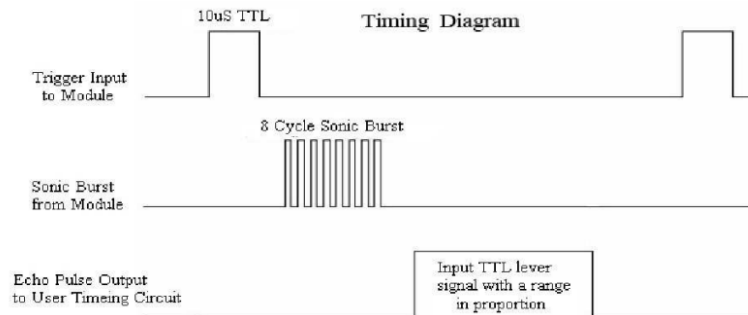 10uS TTL
Timing Diagram
Trigger Input
to Module
8 Cycle Sonic Burst
Sonic Burst
from Module
Echo Pulse Output
to User Timeing Circuit
Input TTL lever
signal with a range
in proportion